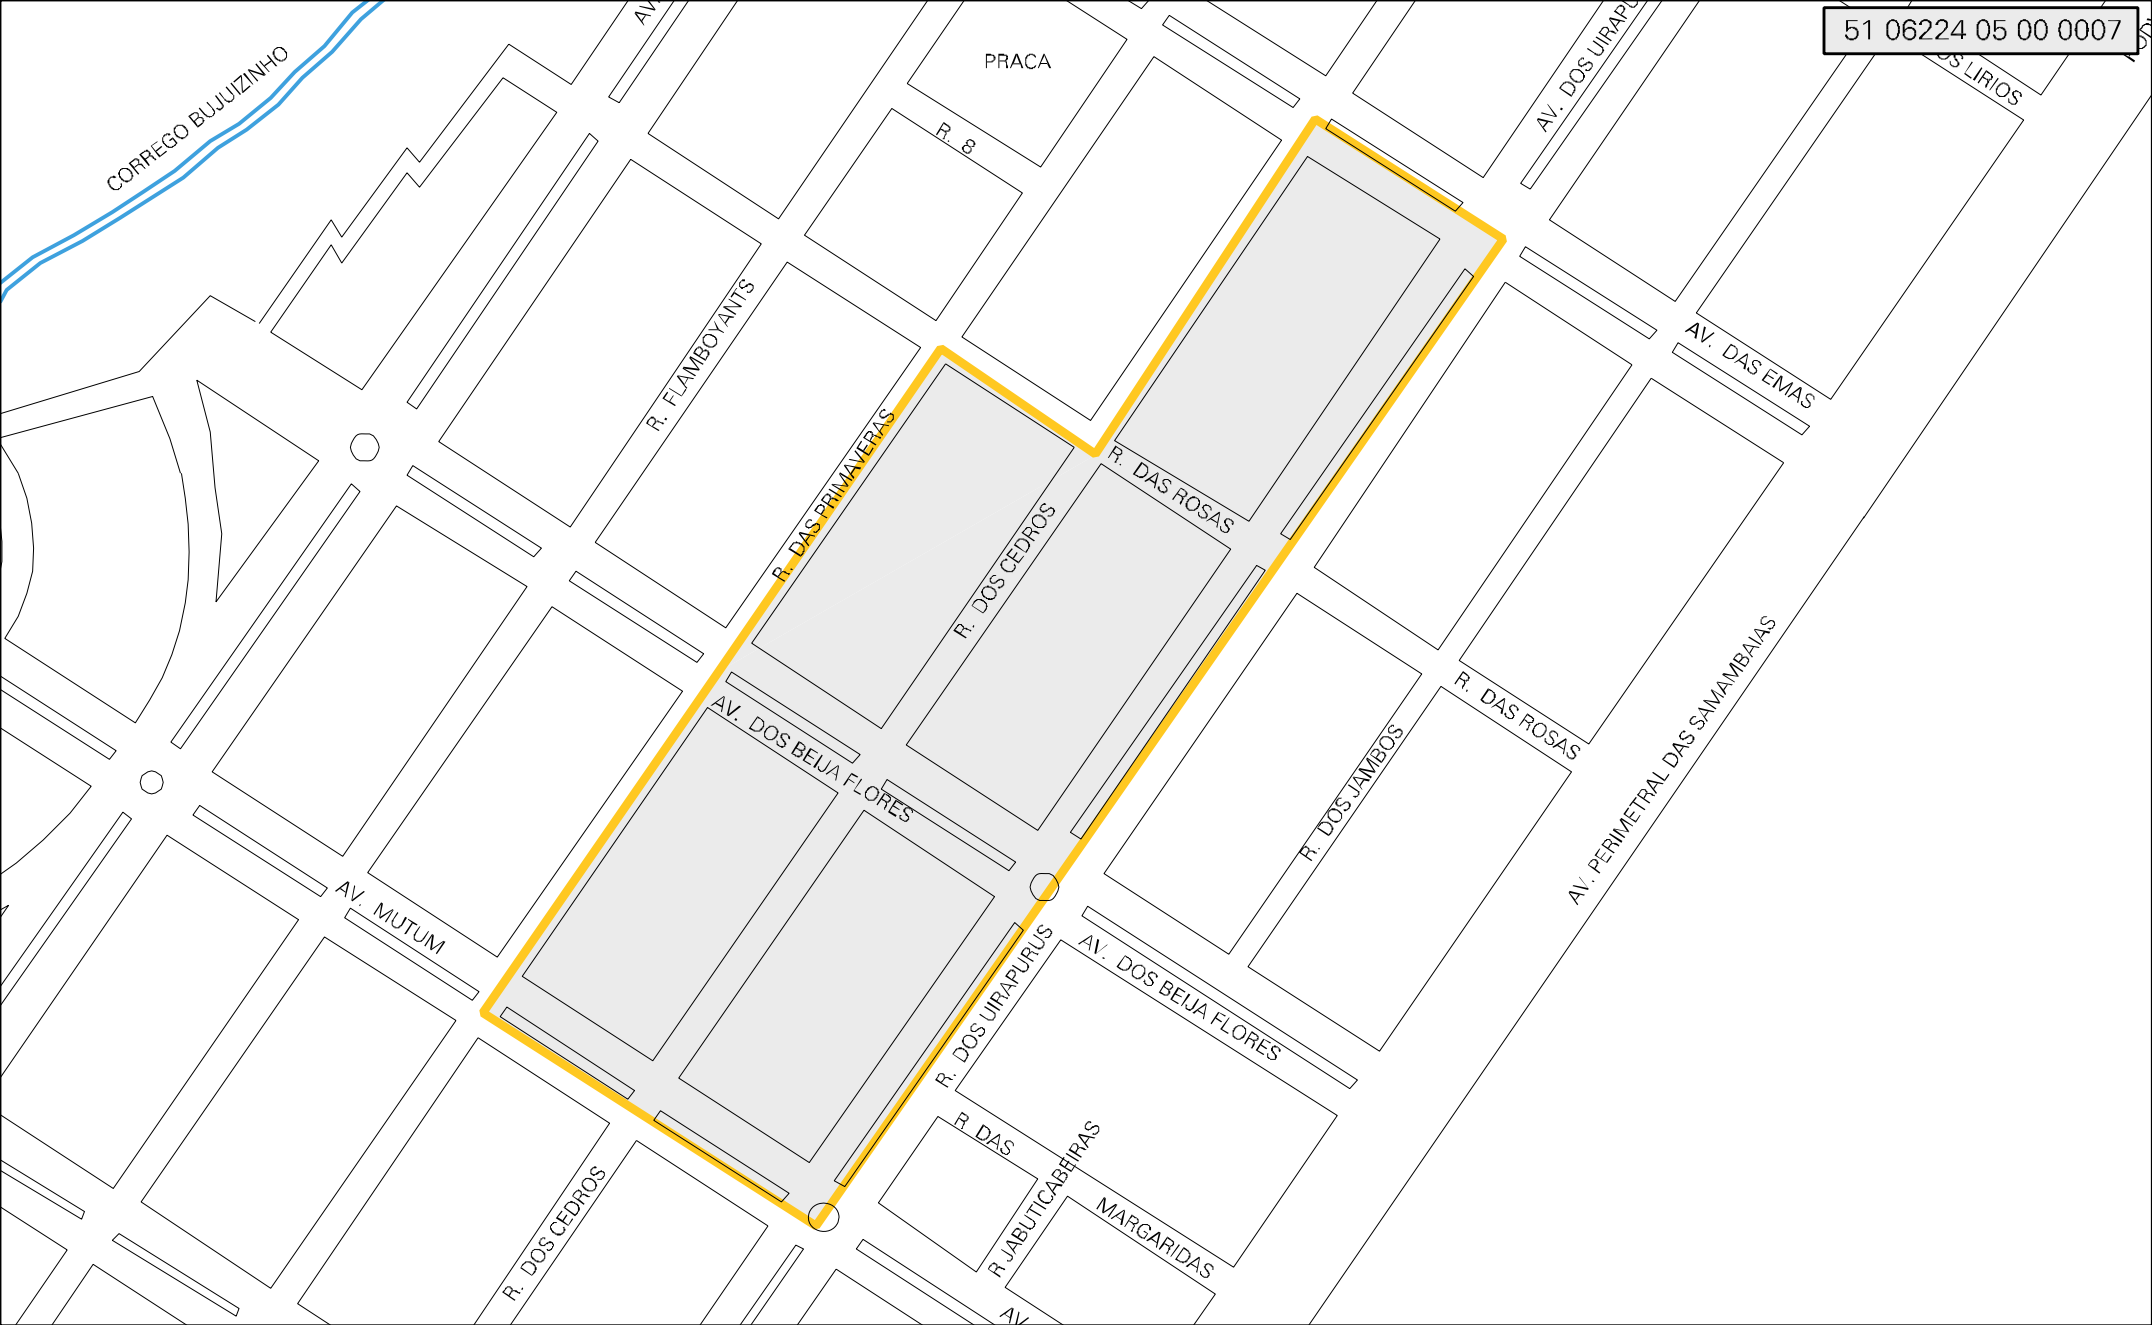 51 06224 05 00 0007
AV.
AV. DOS UIRAPU
OS LIRIOS
PRACA
CORREGO BUJUIZINHO
R. 8
R. FLAMBOYANTS
AV. DAS EMAS
R. DAS PRIMAVERAS
R. DAS ROSAS
R. DOS CEDROS
R. DAS ROSAS
AV. PERIMETRAL DAS SAMAMBAIAS
AV. DOS BEIJA FLORES
R. DOS JAMBOS
AV. MUTUM
R. DOS UIRAPURUS
AV. DOS BEIJA FLORES
R DAS
MARGARIDAS
R JABUTICABEIRAS
R. DOS CEDROS
AV